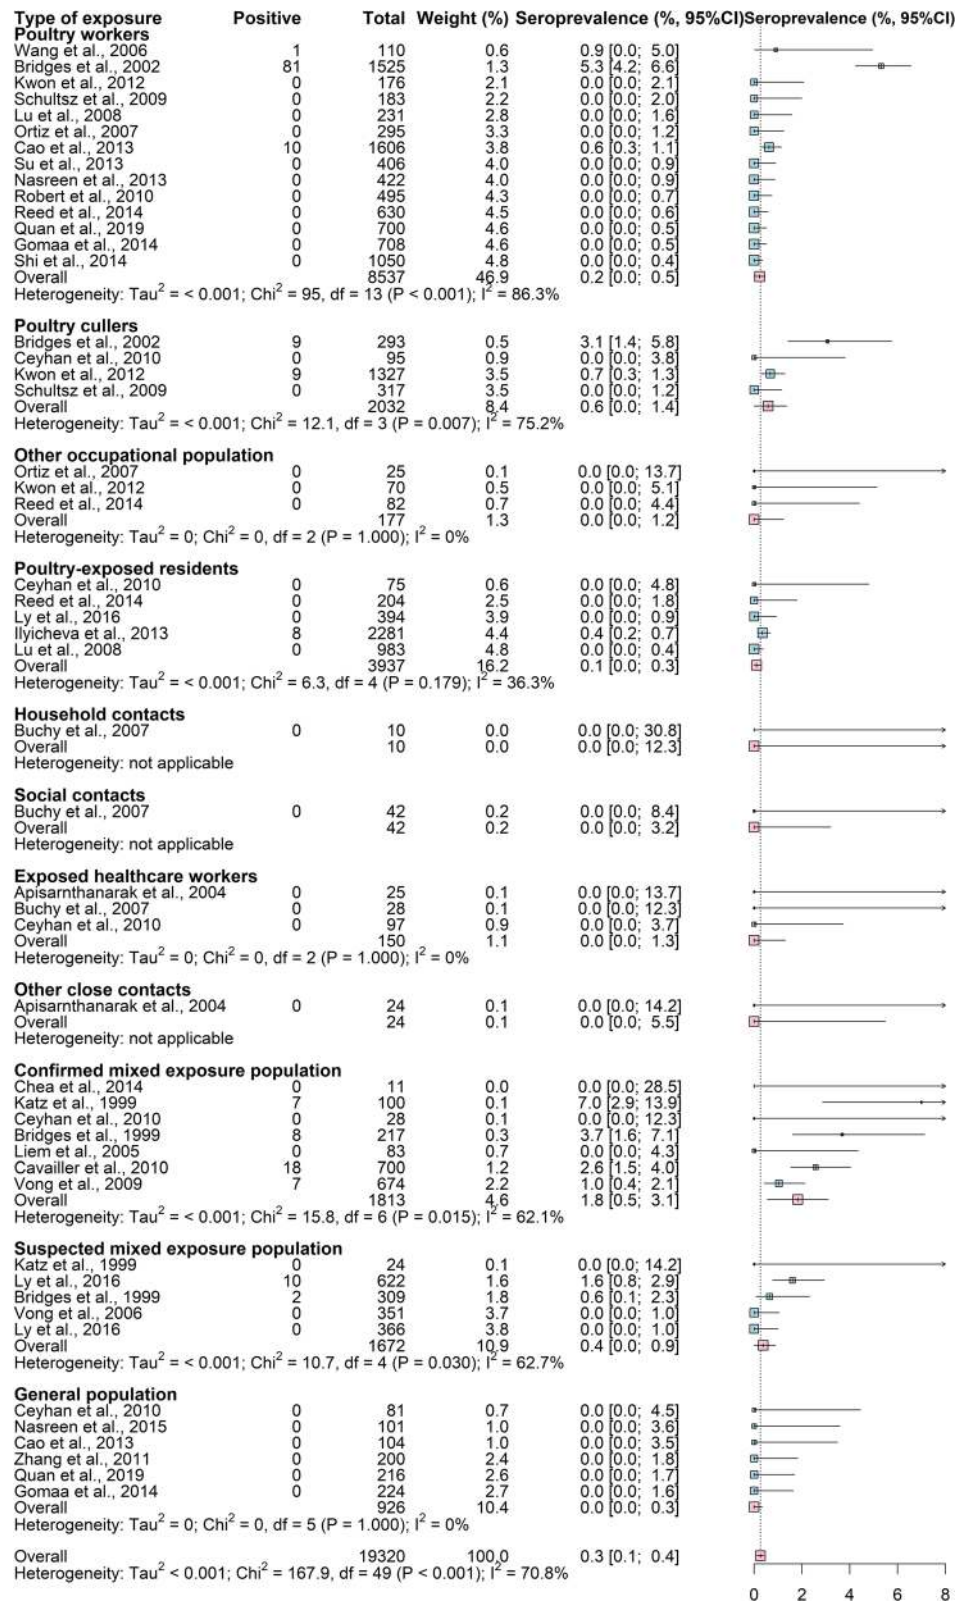 Type of exposure Positive Total Weight (%) Seroprevalence (%, 95%CI) Seroprevalence (%, 95%CI)
Poultry workers
Wang et al., 2006 1 110 0.6 0.9 [0.0; 5.0]
Bridges et al., 2002 81 1525 1.3 5.3 [4.2; 6.6]
Kwon et al., 2012 0 176 2.1 0.0 [0.0; 2.1]
Schultsz et al., 2009 0 183 2.2 0.0 [0.0; 2.0]
Lu et al., 2008 0 231 2.8 0.0 [0.0; 1.6]
Ortiz et al., 2007 0 295 3.3 0.0 [0.0; 1.2]
Cao et al., 2013 10 1606 3.8 0.6 [0.3; 1.1]
Su et al., 2013 0 406 4.0 0.0 [0.0; 0.9]
Nasreen et al., 2013 0 422 4.0 0.0 [0.0; 0.9]
Robert et al., 2010 0 495 4.3 0.0 [0.0; 0.7]
Reed et al., 2014 0 630 4.5 0.0 [0.0; 0.6]
Quan et al., 2019 0 700 4.6 0.0 [0.0; 0.5]
Gomaa et al., 2014 0 708 4.6 0.0 [0.0; 0.5]
Shi et al., 2014 0 1050 4.8 0.0 [0.0; 0.4]
Overall 8537 46.9 0.2 [0.0; 0.5]
Heterogeneity: Tau² = < 0.001; Chi² = 95, df = 13 (P < 0.001); I² = 86.3%
Poultry cullers
Bridges et al., 2002 9 293 0.5 3.1 [1.4; 5.8]
Ceyhan et al., 2010 0 95 0.9 0.0 [0.0; 3.8]
Kwon et al., 2012 9 1327 3.5 0.7 [0.3; 1.3]
Schultsz et al., 2009 0 317 3.5 0.0 [0.0; 1.2]
Overall 2032 8.4 0.6 [0.0; 1.4]
Heterogeneity: Tau² = < 0.001; Chi² = 12.1, df = 3 (P = 0.007); I² = 75.2%
Other occupational population
Ortiz et al., 2007 0 25 0.1 0.0 [0.0; 13.7]
Kwon et al., 2012 0 70 0.5 0.0 [0.0; 5.1]
Reed et al., 2014 0 82 0.7 0.0 [0.0; 4.4]
Overall 177 1.3 0.0 [0.0; 1.2]
Heterogeneity: Tau² = 0; Chi² = 0, df = 2 (P = 1.000); I² = 0%
Poultry-exposed residents
Ceyhan et al., 2010 0 75 0.6 0.0 [0.0; 4.8]
Reed et al., 2014 0 204 2.5 0.0 [0.0; 1.8]
Ly et al., 2016 0 394 3.9 0.0 [0.0; 0.9]
Ilyicheva et al., 2013 8 2281 4.4 0.4 [0.2; 0.7]
Lu et al., 2008 0 983 4.8 0.0 [0.0; 0.4]
Overall 3937 16.2 0.1 [0.0; 0.3]
Heterogeneity: Tau² = < 0.001; Chi² = 6.3, df = 4 (P = 0.179); I² = 36.3%
Household contacts
Buchy et al., 2007 0 10 0.0 0.0 [0.0; 30.8]
Overall 10 0.0 0.0 [0.0; 12.3]
Heterogeneity: not applicable
Social contacts
Buchy et al., 2007 0 42 0.2 0.0 [0.0; 8.4]
Overall 42 0.2 0.0 [0.0; 3.2]
Heterogeneity: not applicable
Exposed healthcare workers
Apisarnthanarak et al., 2004 0 25 0.1 0.0 [0.0; 13.7]
Buchy et al., 2007 0 28 0.1 0.0 [0.0; 12.3]
Ceyhan et al., 2010 0 97 0.9 0.0 [0.0; 3.7]
Overall 150 1.1 0.0 [0.0; 1.3]
Heterogeneity: Tau² = 0; Chi² = 0, df = 2 (P = 1.000); I² = 0%
Other close contacts
Apisarnthanarak et al., 2004 0 24 0.1 0.0 [0.0; 14.2]
Overall 24 0.1 0.0 [0.0; 5.5]
Heterogeneity: not applicable
Confirmed mixed exposure population
Chea et al., 2014 0 11 0.0 0.0 [0.0; 28.5]
Katz et al., 1999 7 100 0.1 7.0 [2.9; 13.9]
Ceyhan et al., 2010 0 28 0.1 0.0 [0.0; 12.3]
Bridges et al., 1999 8 217 0.3 3.7 [1.6; 7.1]
Liem et al., 2005 0 83 0.7 0.0 [0.0; 4.3]
Cavailler et al., 2010 18 700 1.2 2.6 [1.5; 4.0]
Vong et al., 2009 7 674 2.2 1.0 [0.4; 2.1]
Overall 1813 4.6 1.8 [0.5; 3.1]
Heterogeneity: Tau² = < 0.001; Chi² = 15.8, df = 6 (P = 0.015); I² = 62.1%
Suspected mixed exposure population
Katz et al., 1999 0 24 0.1 0.0 [0.0; 14.2]
Ly et al., 2016 10 622 1.6 1.6 [0.8; 2.9]
Bridges et al., 1999 2 309 1.8 0.6 [0.1; 2.3]
Vong et al., 2006 0 351 3.7 0.0 [0.0; 1.0]
Ly et al., 2016 0 366 3.8 0.0 [0.0; 1.0]
Overall 1672 10.9 0.4 [0.0; 0.9]
Heterogeneity: Tau² = < 0.001; Chi² = 10.7, df = 4 (P = 0.030); I² = 62.7%
General population
Ceyhan et al., 2010 0 81 0.7 0.0 [0.0; 4.5]
Nasreen et al., 2015 0 101 1.0 0.0 [0.0; 3.6]
Cao et al., 2013 0 104 1.0 0.0 [0.0; 3.5]
Zhang et al., 2011 0 200 2.4 0.0 [0.0; 1.8]
Quan et al., 2019 0 216 2.6 0.0 [0.0; 1.7]
Gomaa et al., 2014 0 224 2.7 0.0 [0.0; 1.6]
Overall 926 10.4 0.0 [0.0; 0.3]
Heterogeneity: Tau² = 0; Chi² = 0, df = 5 (P = 1.000); I² = 0%
Overall 19320 100.0 0.3 [0.1; 0.4]
Heterogeneity: Tau² < 0.001; Chi² = 167.9, df = 49 (P < 0.001); I² = 70.8%
0 2 4 6 8